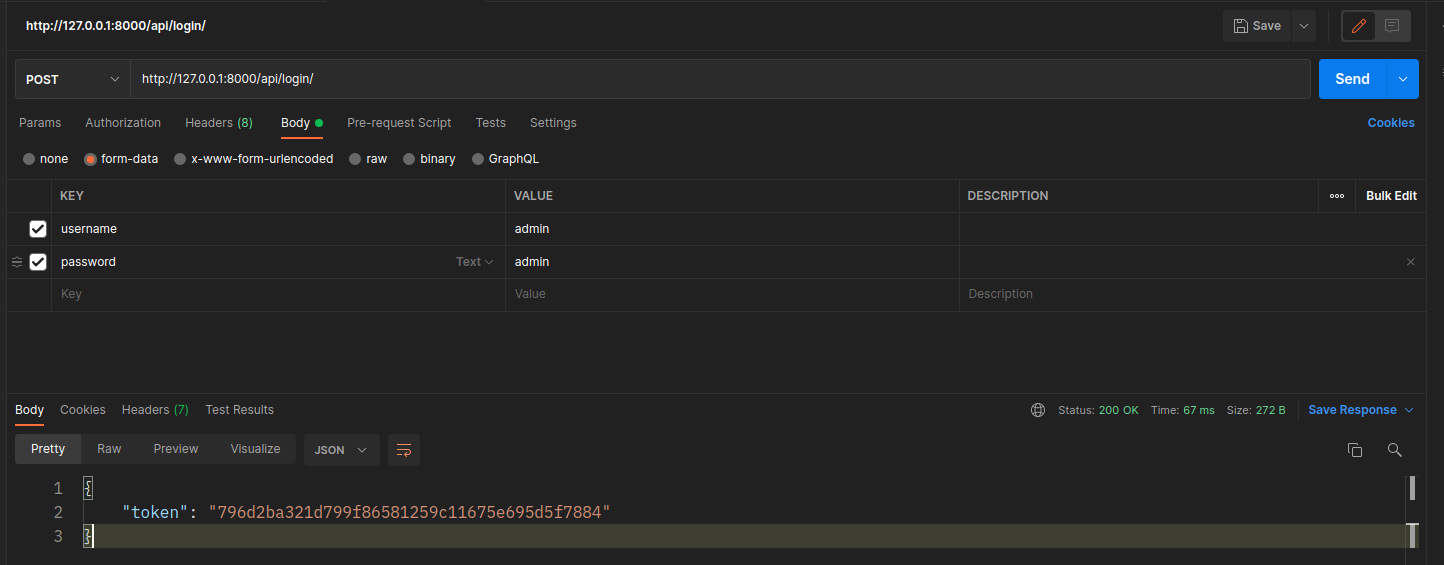 http://127.0.0.1:8000/api/login/
Save
POST http://127.0.0.1:8000/api/login/ Send
Params Authorization Headers (8) Body Pre-request Script Tests Settings Cookies
none form-data x-www-form-urlencoded raw binary GraphQL
KEY VALUE DESCRIPTION ooo Bulk Edit
username admin
password Text admin
Key Value Description
Body Cookies Headers (7) Test Results Status: 200 OK Time: 67 ms Size: 272 B Save Response
Pretty Raw Preview Visualize JSON
1 {
2 "token": "796d2ba321d799f86581259c11675e695d5f7884"
3 }